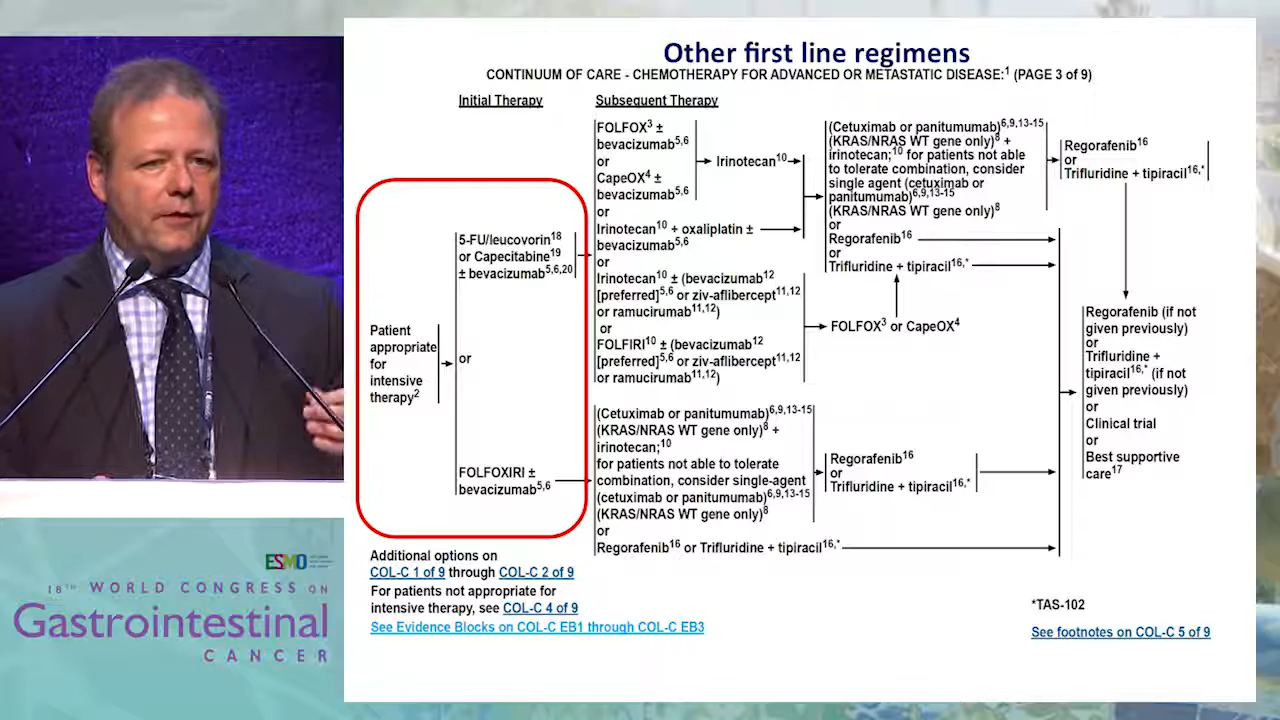 Other first line regimens
CONTINUUM OF CARE - CHEMOTHERAPY FOR ADVANCED OR METASTATIC DISEASE:1 (PAGE 3 of 9)
Initial Therapy
Subsequent Therapy
Patient
appropriate
for
intensive
therapy2
5-FU/leucovorin18
or Capecitabine19
± bevacizumab5,6,20
or
FOLFOXIRI ±
bevacizumab5,6
FOLFOX3 ±
bevacizumab5,6
or
CapeOX4 ±
bevacizumab5,6
or
Irinotecan10 + oxaliplatin ±
bevacizumab5,6
or
Irinotecan10 ± (bevacizumab12
[preferred]5,6 or ziv-aflibercept11,12
or ramucirumab11,12)
or
FOLFIRI10 ± (bevacizumab12
[preferred]5,6 or ziv-aflibercept11,12
or ramucirumab11,12)
(Cetuximab or panitumumab)6,9,13-15
(KRAS/NRAS WT gene only)8 +
irinotecan;10
for patients not able to tolerate
combination, consider single-agent
(cetuximab or panitumumab)6,9,13-15
(KRAS/NRAS WT gene only)8
or
Regorafenib16 or Trifluridine + tipiracil16,*
Irinotecan10
(Cetuximab or panitumumab)6,9,13-15
(KRAS/NRAS WT gene only)8 +
irinotecan;10 for patients not able
to tolerate combination, consider
single agent (cetuximab or
panitumumab)6,9,13-15
(KRAS/NRAS WT gene only)8
or
Regorafenib16
or
Trifluridine + tipiracil16,*
FOLFOX3 or CapeOX4
Regorafenib16
or
Trifluridine + tipiracil16,*
Regorafenib16
or
Trifluridine + tipiracil16,*
Regorafenib (if not
given previously)
or
Trifluridine +
tipiracil16,* (if not
given previously)
or
Clinical trial
or
Best supportive
care17
Additional options on
COL-C 1 of 9 through COL-C 2 of 9
For patients not appropriate for
intensive therapy, see COL-C 4 of 9
See Evidence Blocks on COL-C EB1 through COL-C EB3
*TAS-102
See footnotes on COL-C 5 of 9
ESMO
18TH WORLD CONGRESS ON
Gastrointestinal
CANCER